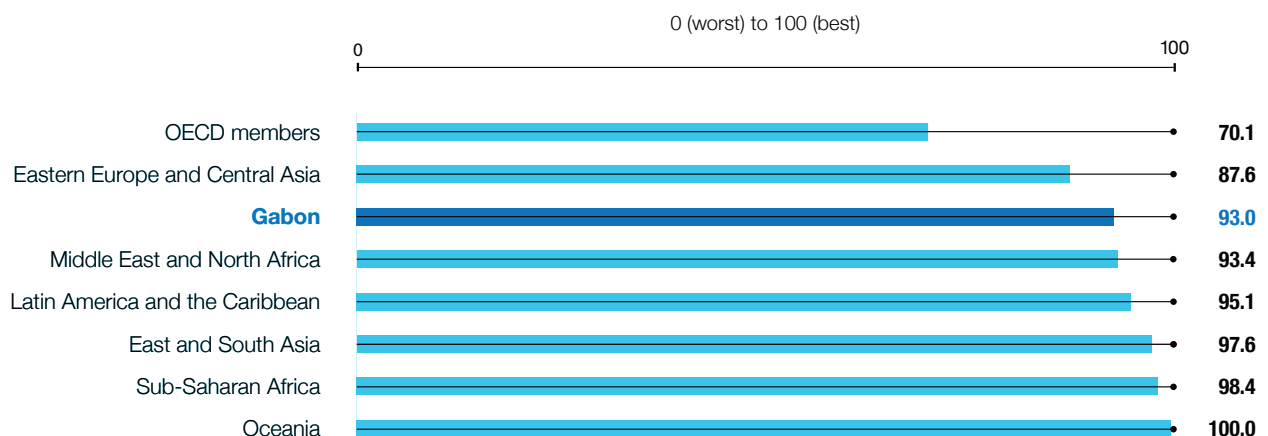 0 (worst) to 100 (best)
0 100
OECD members 70.1
Eastern Europe and Central Asia 87.6
Gabon 93.0
Middle East and North Africa 93.4
Latin America and the Caribbean 95.1
East and South Asia 97.6
Sub-Saharan Africa 98.4
Oceania 100.0